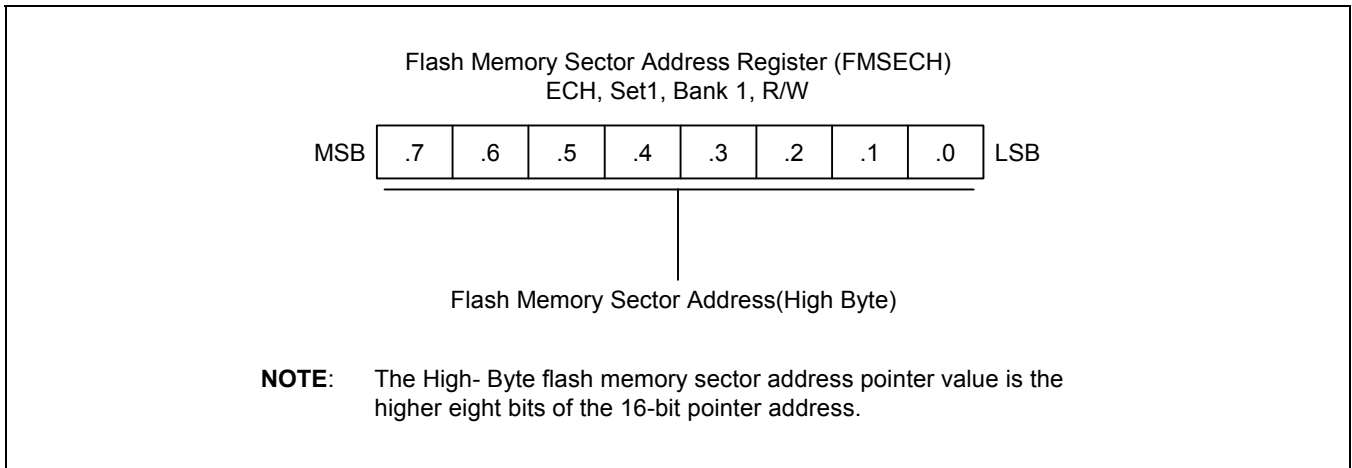 Flash Memory Sector Address Register (FMSECH)
ECH, Set1, Bank 1, R/W
MSB .7 .6 .5 .4 .3 .2 .1 .0 LSB
Flash Memory Sector Address(High Byte)
NOTE: The High- Byte flash memory sector address pointer value is the
higher eight bits of the 16-bit pointer address.